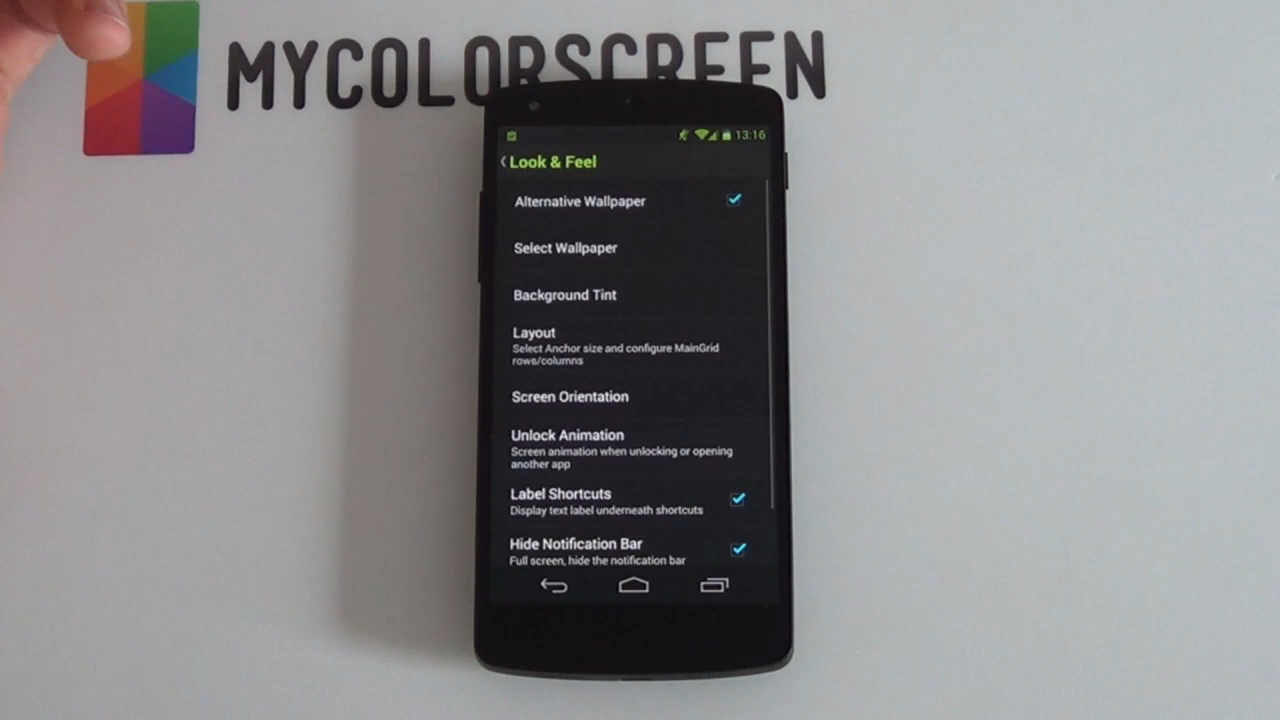 MYCOLORSCREEN
13:16
Look & Feel
Alternative Wallpaper
Select Wallpaper
Background Tint
Layout
Select Anchor size and configure MainGrid
rows/columns
Screen Orientation
Unlock Animation
Screen animation when unlocking or opening
another app
Label Shortcuts
Display text label underneath shortcuts
Hide Notification Bar
Full screen, hide the notification bar